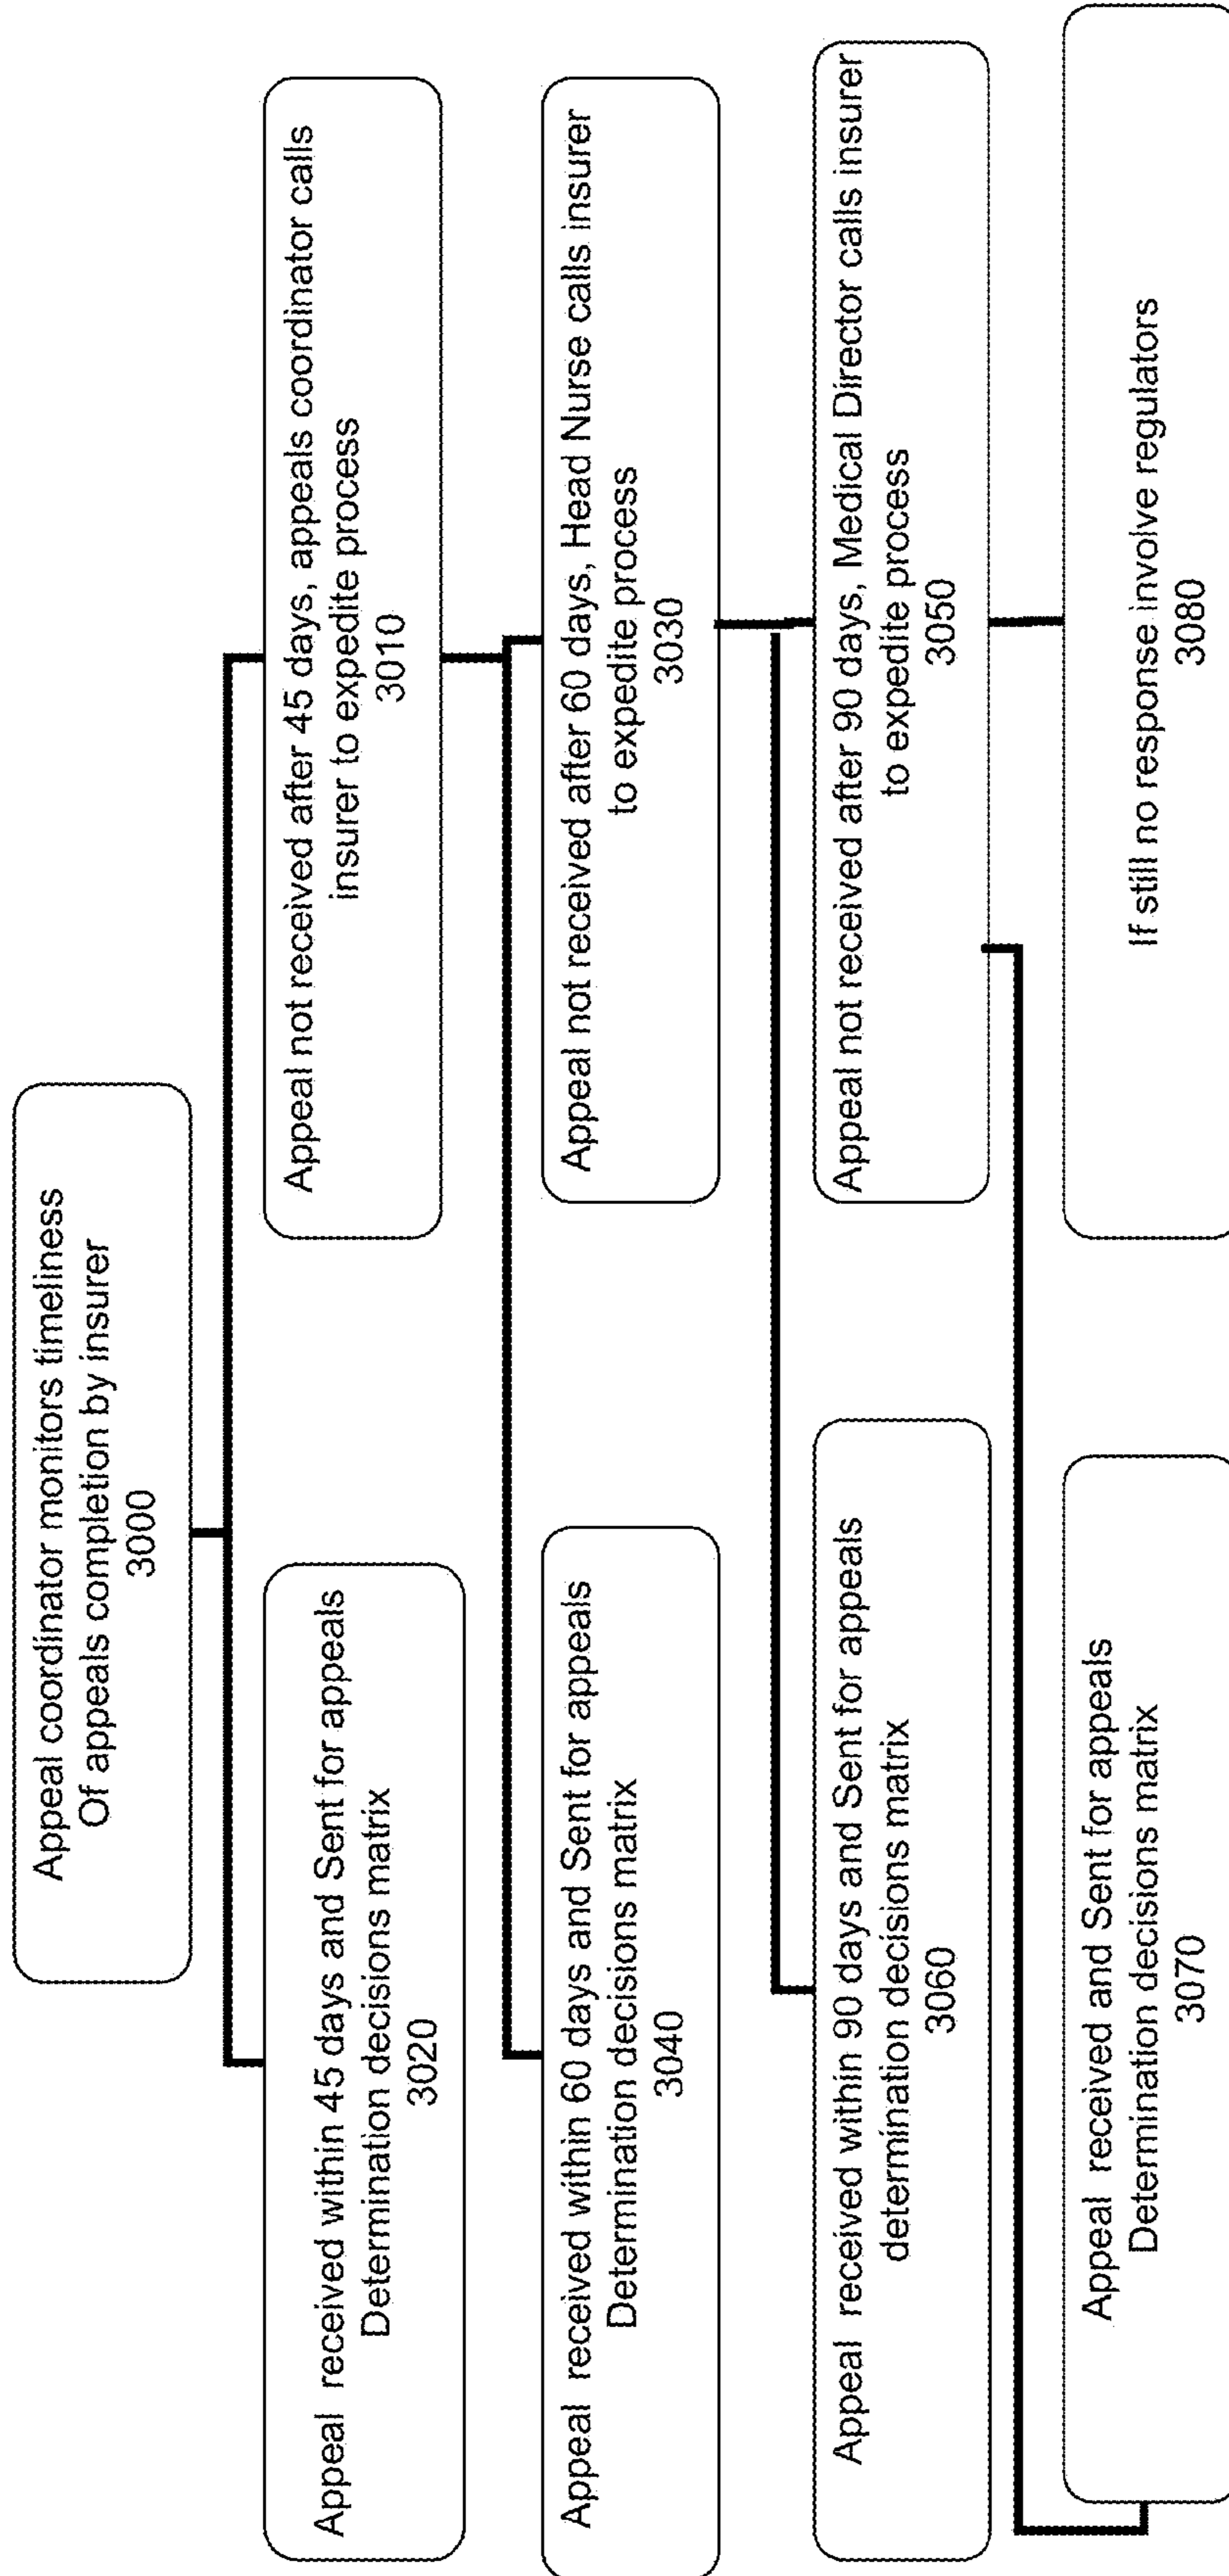 Appeal coordinator monitors timeliness
Of appeals completion by insurer
3000
Appeal received within 45 days and Sent for appeals
Determination decisions matrix
3020
Appeal not received after 45 days, appeals coordinator calls
insurer to expedite process
3010
Appeal received within 60 days and Sent for appeals
Determination decisions matrix
3040
Appeal not received after 60 days, Head Nurse calls insurer
to expedite process
3030
Appeal received within 90 days and Sent for appeals
determination decisions matrix
3060
Appeal not received after 90 days, Medical Director calls insurer
to expedite process
3050
Appeal received and Sent for appeals
Determination decisions matrix
3070
If still no response involve regulators
3080